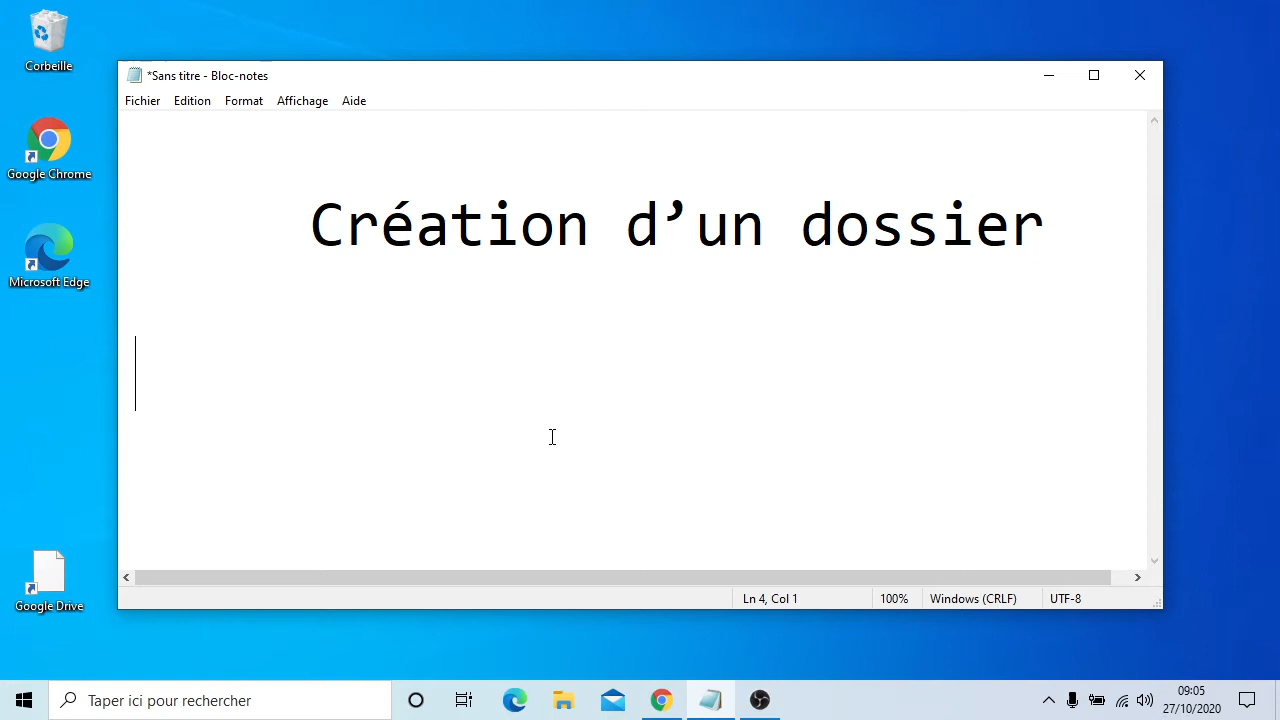 Corbeille
Google Chrome
Microsoft Edge
Google Drive
*Sans titre - Bloc-notes
Fichier Edition Format Affichage Aide
Création d’un dossier
Ln 4, Col 1 100% Windows (CRLF) UTF-8
Taper ici pour rechercher
09:05
27/10/2020